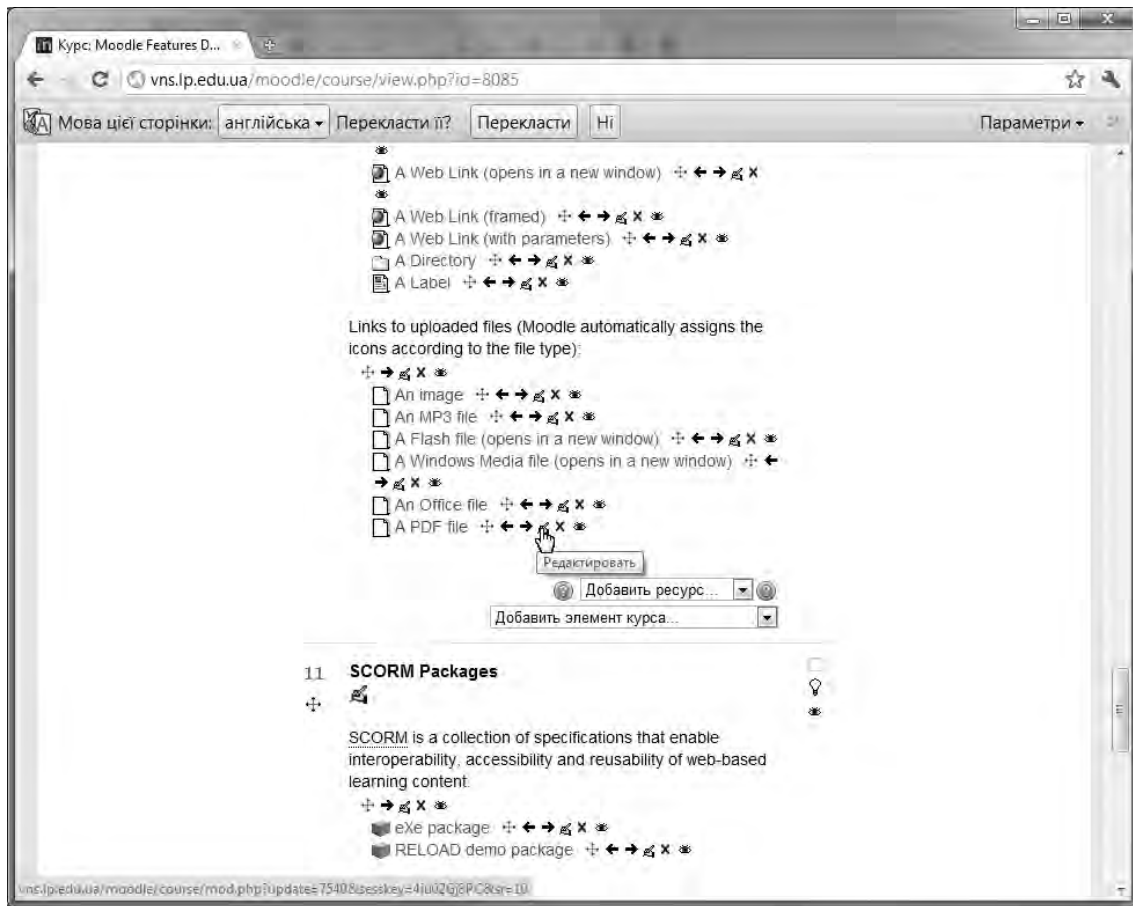 Курс: Moodle Features D...
vns.lp.edu.ua/moodle/course/view.php?id=8085
Мова цієї сторінки: англійська Перекласти її? Перекласти Ні Параметри
A Web Link (opens in a new window)
A Web Link (framed)
A Web Link (with parameters)
A Directory
A Label
Links to uploaded files (Moodle automatically assigns the
icons according to the file type):
An image
An MP3 file
A Flash file (opens in a new window)
A Windows Media file (opens in a new window)
An Office file
A PDF file
Редактировать
Добавить ресурс...
Добавить элемент курса...
11 SCORM Packages
SCORM is a collection of specifications that enable
interoperability, accessibility and reusability of web-based
learning content.
eXe package
RELOAD demo package